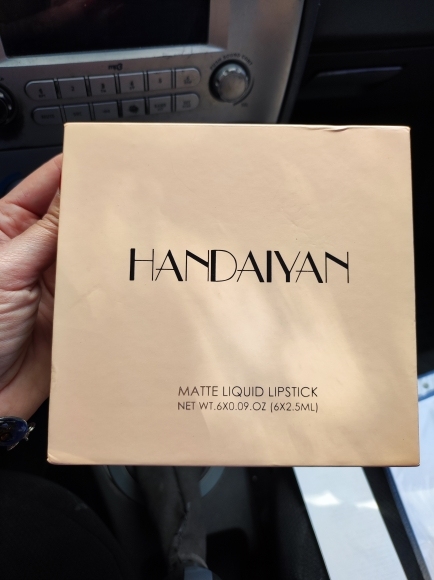 HANDAIYAN
MATTE LIQUID LIPSTICK
NET WT.6X0.09.OZ (6X2.5ML)